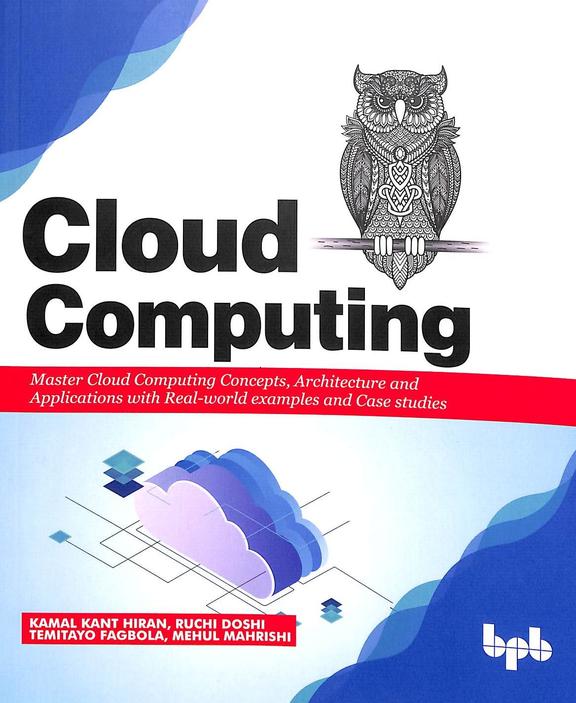 Cloud
Computing
Master Cloud Computing Concepts, Architecture and
Applications with Real-world examples and Case studies
KAMAL KANT HIRAN, RUCHI DOSHI
TEMITAYO FAGBOLA, MEHUL MAHRISHI
bpb